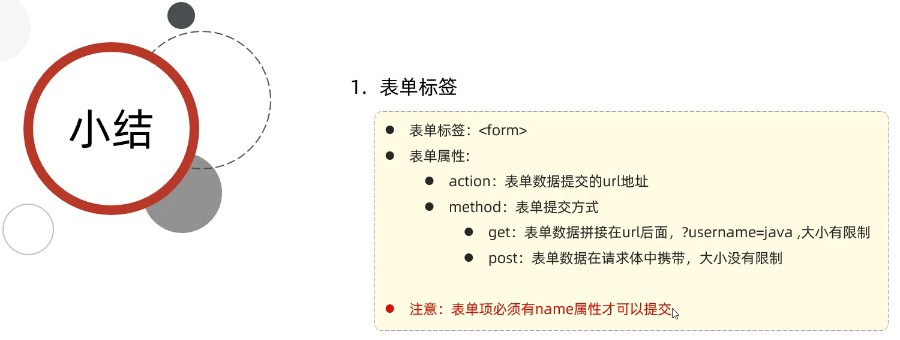 小结
1. 表单标签
● 表单标签：<form>
● 表单属性：
● action：表单数据提交的url地址
● method：表单提交方式
● get：表单数据拼接在url后面，?username=java ,大小有限制
● post：表单数据在请求体中携带，大小没有限制
● 注意：表单项必须有name属性才可以提交